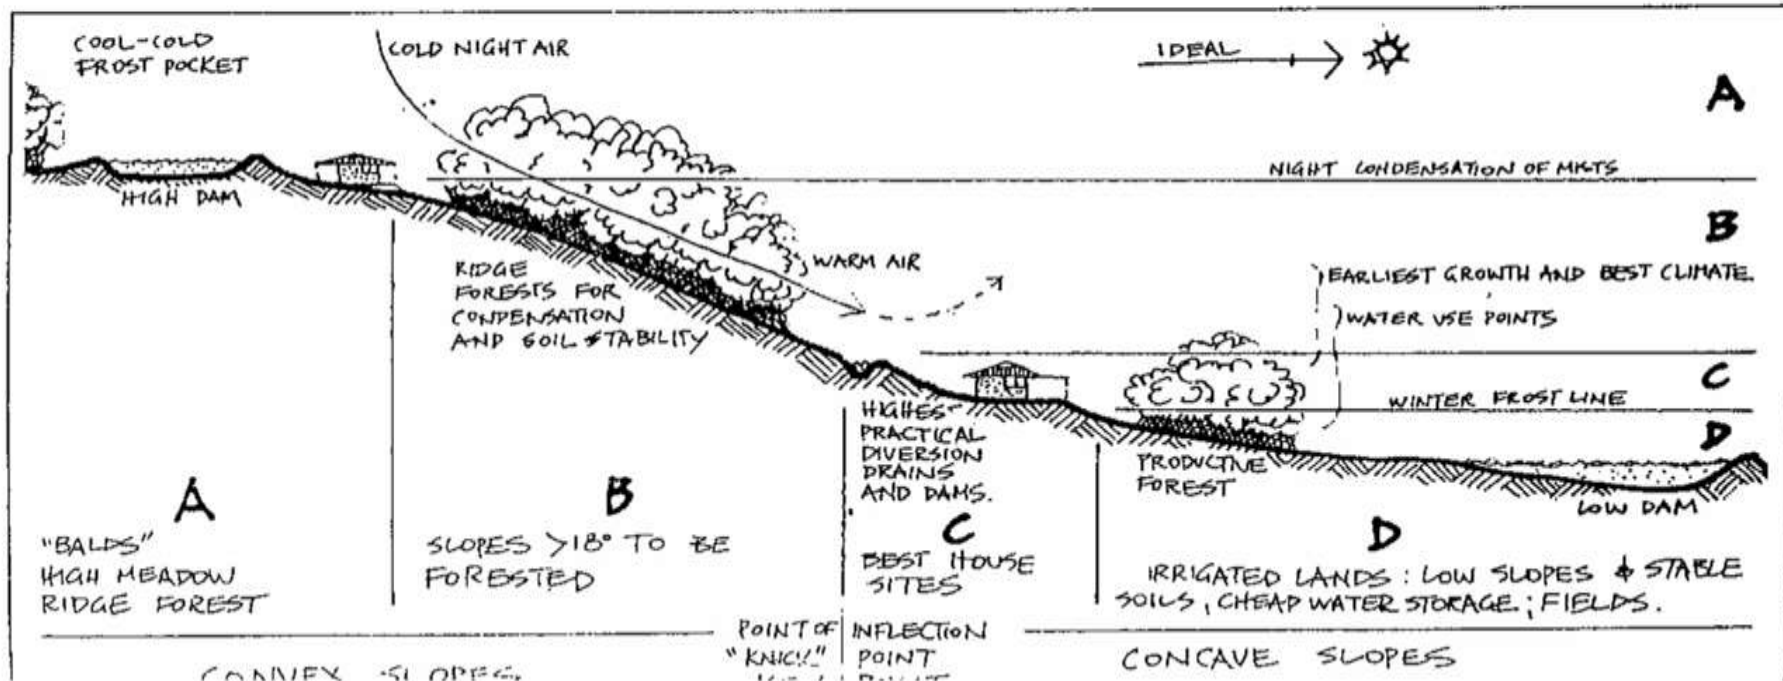 COOL-COLD
FROST POCKET
COLD NIGHT AIR
IDEAL
A
NIGHT CONDENSATION OF MISTS
HIGH DAM
B
WARM AIR
EARLIEST GROWTH AND BEST CLIMATE.
WATER USE POINTS
RIDGE
FORESTS FOR
CONDENSATION
AND SOIL STABILITY
C
WINTER FROST LINE
D
HIGHEST
PRACTICAL
DIVERSION
DRAINS
AND DAMS.
PRODUCTIVE
FOREST
LOW DAM
A
"BALDS"
HIGH MEADOW
RIDGE FOREST
B
SLOPES >18° TO BE
FORESTED
C
BEST HOUSE
SITES
D
IRRIGATED LANDS: LOW SLOPES & STABLE
SOILS, CHEAP WATER STORAGE; FIELDS.
CONVEX SLOPES
POINT OF
"KNICK"
INFLECTION
POINT
CONCAVE SLOPES